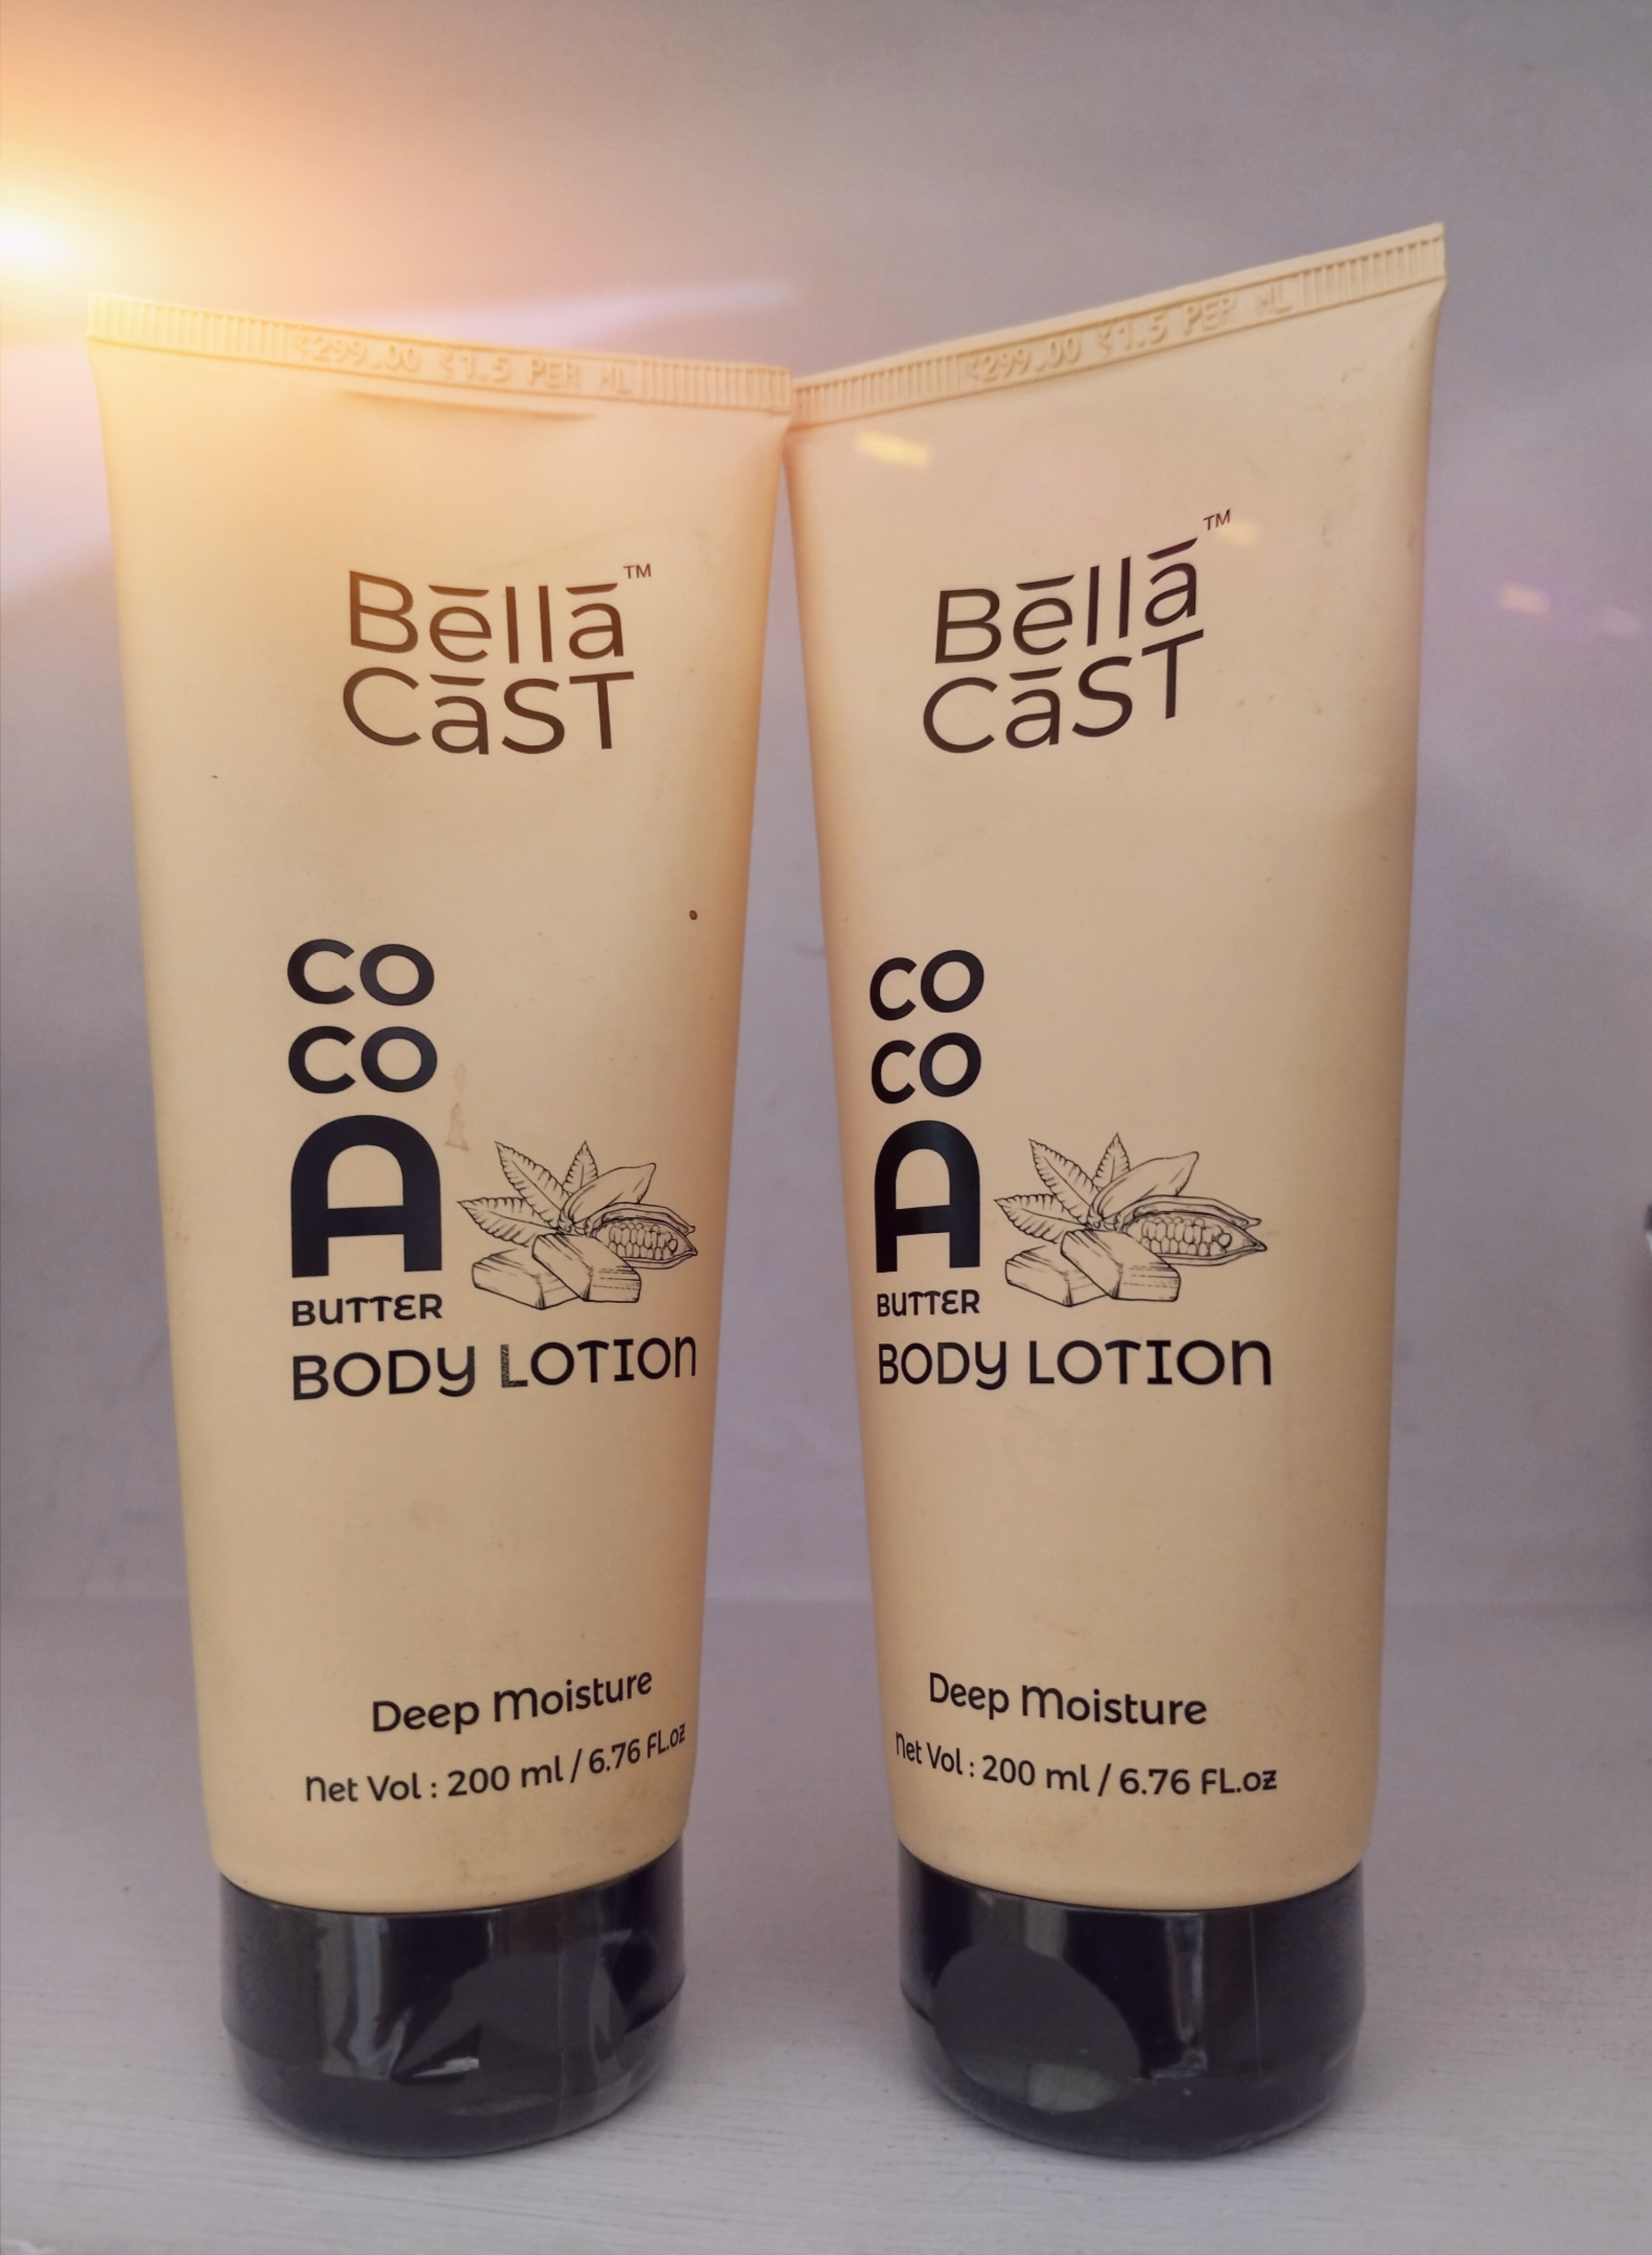 ₹299.00 ₹1.5 PER ML
Bēllā™
CāST
CO
CO
A
BUTTER
BODY LOTION
Deep Moisture
Net Vol : 200 ml / 6.76 FL.oz
₹299.00 ₹1.5 PER ML
Bēllā™
CāST
CO
CO
A
BUTTER
BODY LOTION
Deep Moisture
Net Vol : 200 ml / 6.76 FL.oz